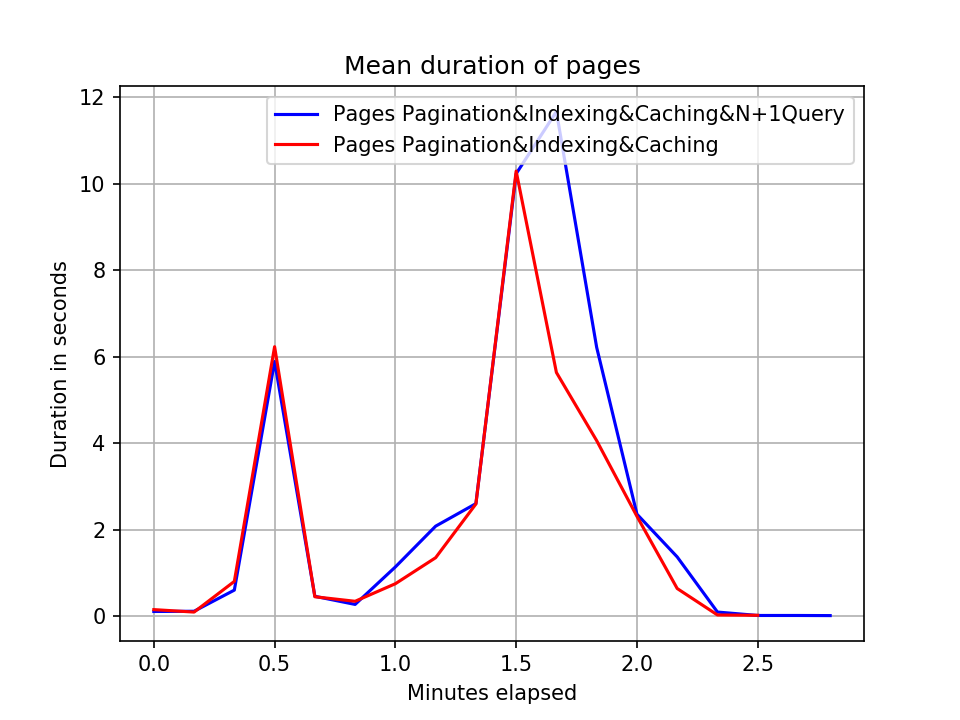 Mean duration of pages
Pages Pagination&Indexing&Caching&N+1Query
Pages Pagination&Indexing&Caching
12
10
8
6
4
2
0
Duration in seconds
0.0 0.5 1.0 1.5 2.0 2.5
Minutes elapsed